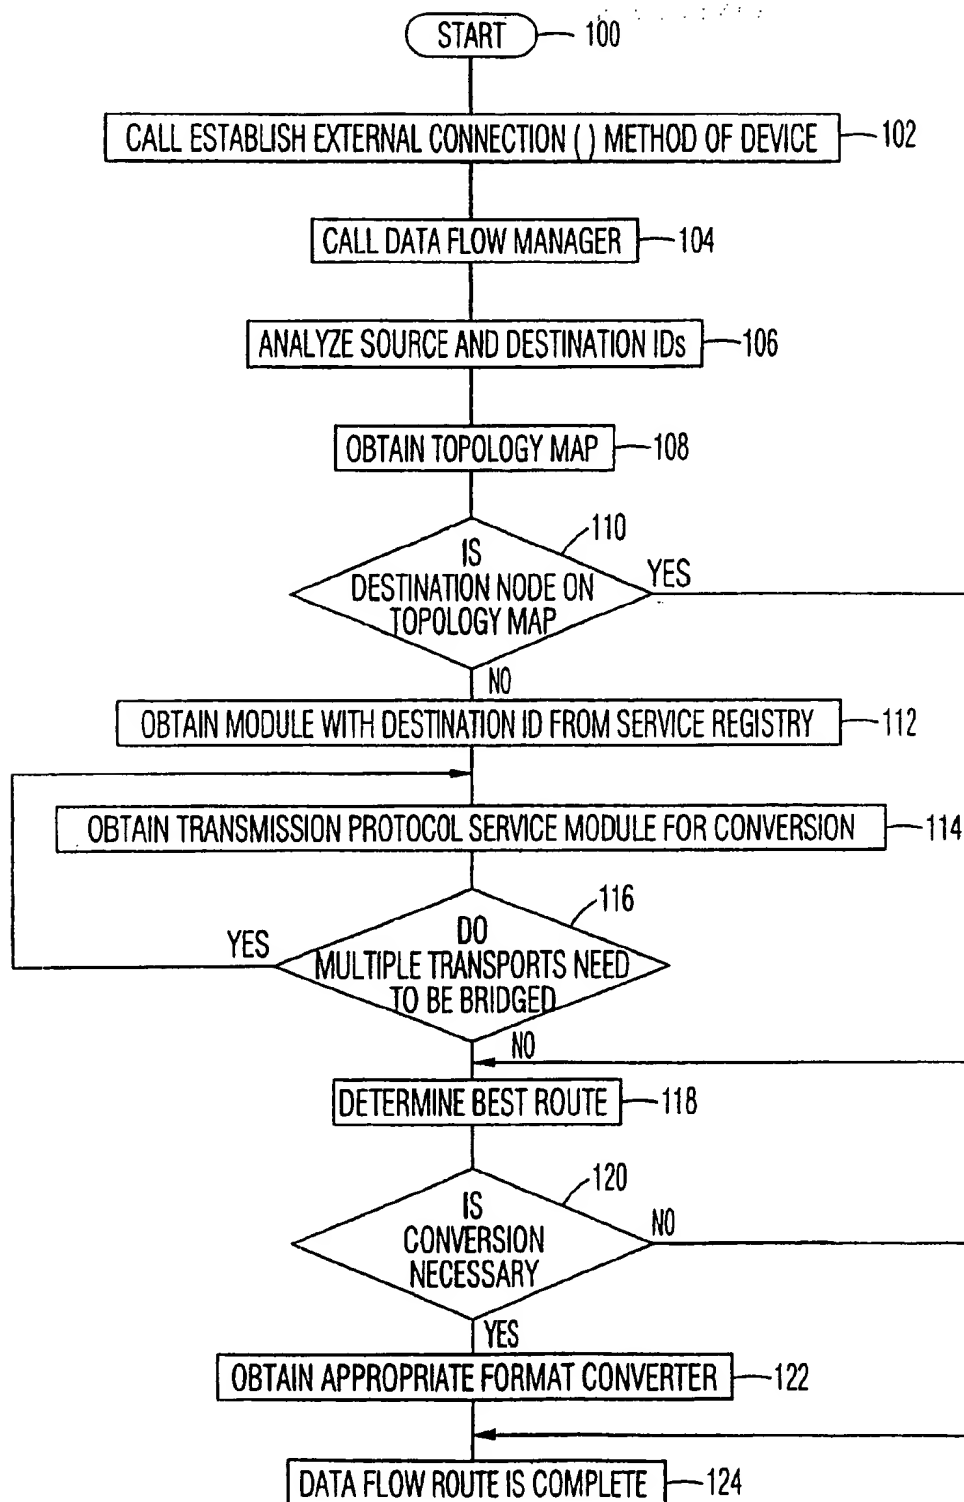 START
100
CALL ESTABLISH EXTERNAL CONNECTION ( ) METHOD OF DEVICE
102
CALL DATA FLOW MANAGER
104
ANALYZE SOURCE AND DESTINATION IDs
106
OBTAIN TOPOLOGY MAP
108
110
IS
DESTINATION NODE ON
TOPOLOGY MAP
YES
NO
OBTAIN MODULE WITH DESTINATION ID FROM SERVICE REGISTRY
112
OBTAIN TRANSMISSION PROTOCOL SERVICE MODULE FOR CONVERSION
114
116
DO
MULTIPLE TRANSPORTS NEED
TO BE BRIDGED
YES
NO
DETERMINE BEST ROUTE
118
120
IS
CONVERSION
NECESSARY
NO
YES
OBTAIN APPROPRIATE FORMAT CONVERTER
122
DATA FLOW ROUTE IS COMPLETE
124